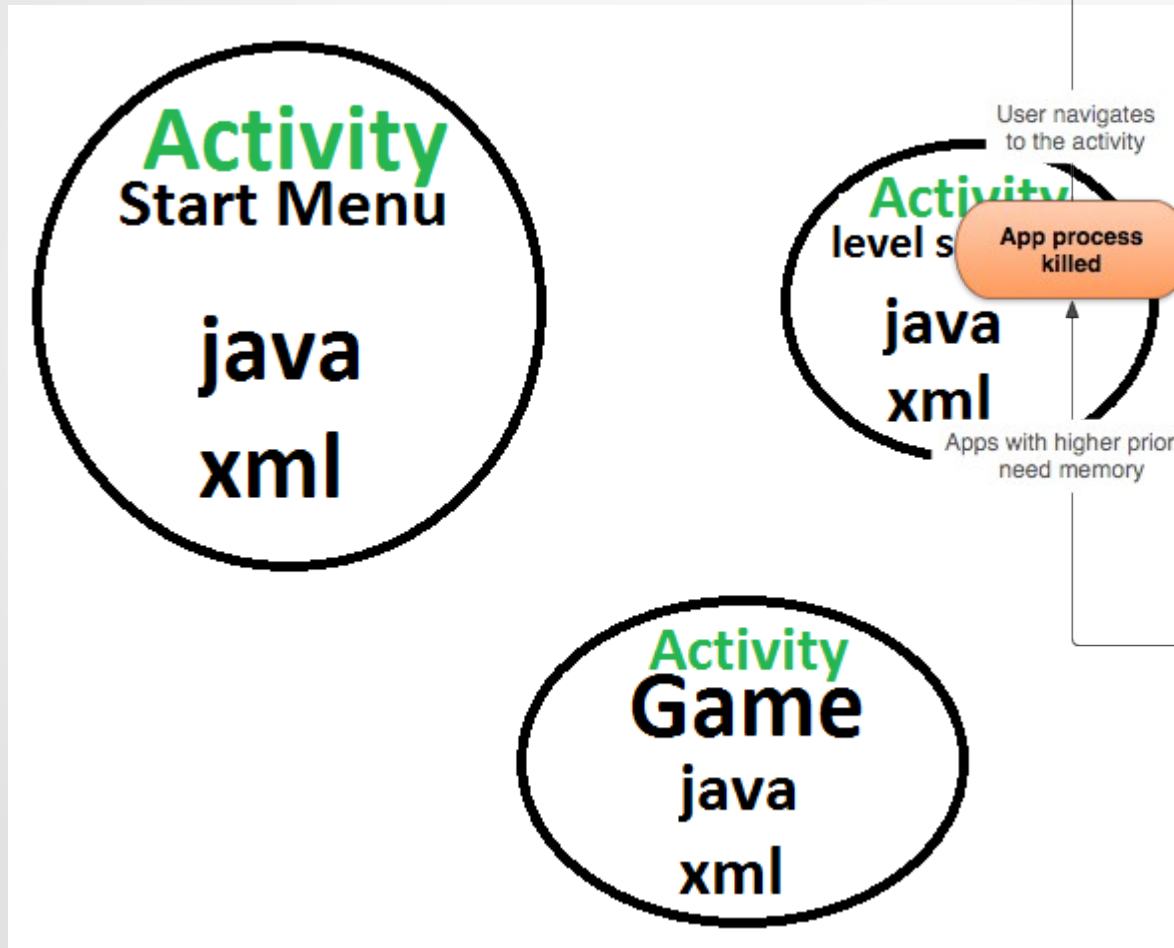 Activity
Start Menu
java
xml
User navigates
to the activity
Activity
level s
App process
killed
java
xml
Apps with higher prior
need memory
Activity
Game
java
xml